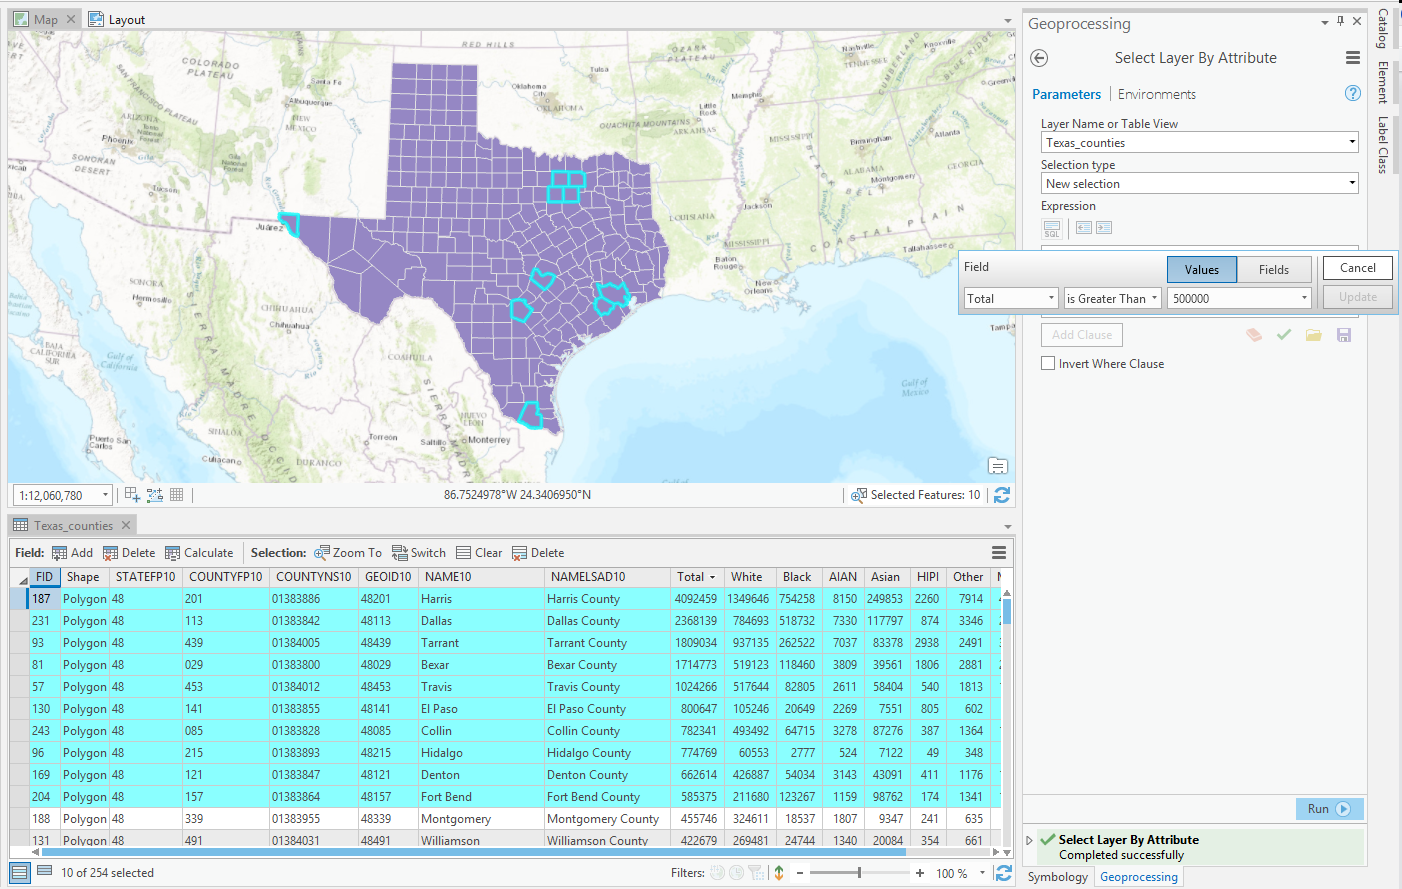 Map
Layout
Geoprocessing
Select Layer By Attribute
Parameters
Environments
Layer Name or Table View
Texas_counties
Selection type
New selection
Expression
SQL
Field
Values
Fields
Cancel
Total
is Greater Than
500000
Update
Add Clause
Invert Where Clause
Run
Select Layer By Attribute
Completed successfully
Symbology
Geoprocessing
Catalog
Element
Label Class
RED HILLS
COLORADO
PLATEAU
Santa Fe
Albuquerque
NEW
MEXICO
Phoenix
SONORAN
DESERT
Tucson
Juárez
SONORA
Hermosillo
CHIHUAHUA
Chihuahua
COAHUILA
Gulf of
California
BAJA
CALIFORNIA
SUR
SINALOA
DURANGO
Culiacan
Torreon
Saltillo
Monterrey
NUEVO
LEON
Puerto San
Carlos
SIERRA MADRE
Oklahoma
City
OKLAHOMA
Tulsa
OZARK
PLATEAU
OUACHITA MOUNTAINS
ARKANSAS
Little
Rock
Memphis
Nashville
TENNESSEE
Knoxville
MISSISSIPPI
Birmingham
ALABAMA
Montgomery
GEORGIA
Jackson
LOUISIANA
Baton
Rouge
New
Orleans
Tallahassee
COASTAL PLAIN
BLACK BELT
Tampa
Gulf of
Mexico
1:12,060,780
86.7524978°W 24.3406950°N
Selected Features: 10
Texas_counties
Field: Add Delete Calculate Selection: Zoom To Switch Clear Delete
FID Shape STATEFP10 COUNTYFP10 COUNTYNS10 GEOID10 NAME10 NAMELSAD10 Total White Black AIAN Asian HIPI Other
187 Polygon 48 201 01383886 48201 Harris Harris County 4092459 1349646 754258 8150 249853 2260 7914
231 Polygon 48 113 01383842 48113 Dallas Dallas County 2368139 784693 518732 7330 117797 874 3346
93 Polygon 48 439 01384005 48439 Tarrant Tarrant County 1809034 937135 262522 7037 83378 2938 2491
81 Polygon 48 029 01383800 48029 Bexar Bexar County 1714773 519123 118460 3809 39561 1806 2881
57 Polygon 48 453 01384012 48453 Travis Travis County 1024266 517644 82805 2611 58404 540 1813
130 Polygon 48 141 01383855 48141 El Paso El Paso County 800647 105246 20649 2269 7551 805 602
243 Polygon 48 085 01383828 48085 Collin Collin County 782341 493492 64715 3278 87276 387 1364
96 Polygon 48 215 01383893 48215 Hidalgo Hidalgo County 774769 60553 2777 524 7122 49 348
169 Polygon 48 121 01383847 48121 Denton Denton County 662614 426887 54034 3143 43091 411 1176
204 Polygon 48 157 01383864 48157 Fort Bend Fort Bend County 585375 211680 123267 1159 98762 174 1341
188 Polygon 48 339 01383955 48339 Montgomery Montgomery County 455746 324611 18537 1807 9347 241 635
131 Polygon 48 491 01384031 48491 Williamson Williamson County 422679 269481 24744 1340 20084 354 661
10 of 254 selected
Filters:
100 %